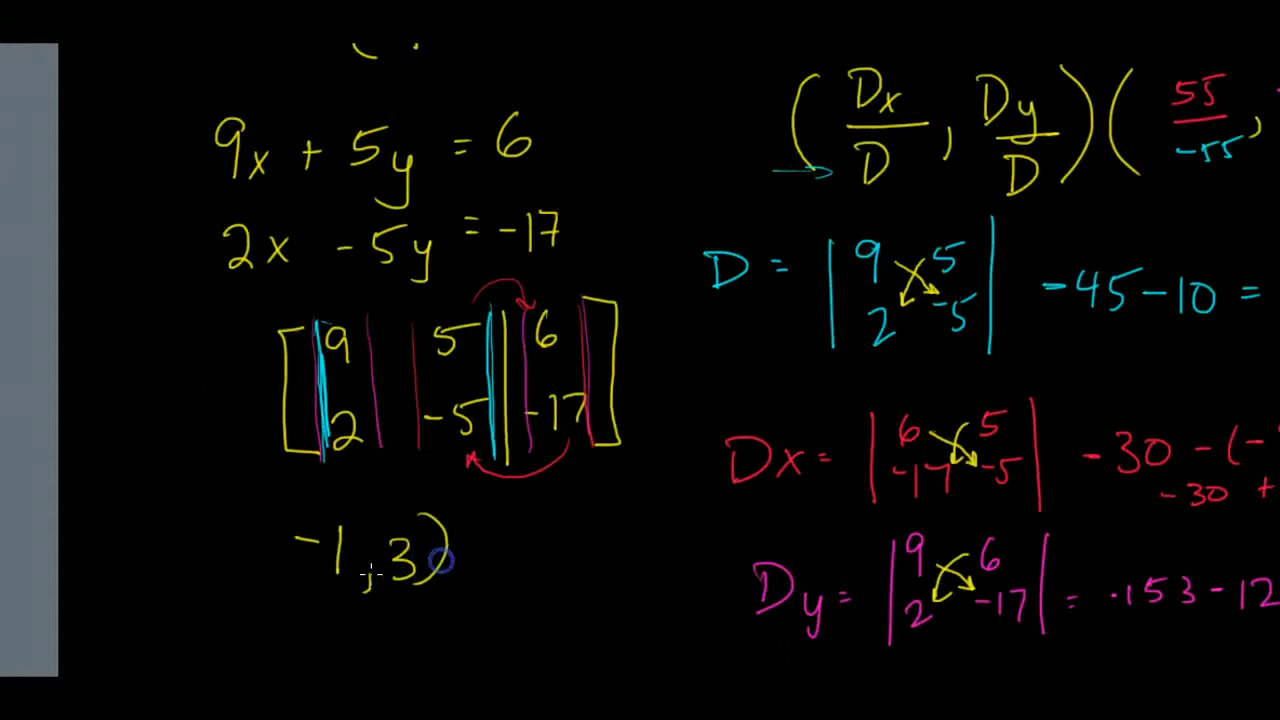 9x + 5y = 6
2x - 5y = -17
[ 9 5 | 6
2 -5 | -17 ]
-1, 3)
(Dx/D, Dy/D) ( 55/-55 ,
D = | 9 5
2 -5 | -45 - 10 =
Dx = | 6 5
-17 -5 | -30 - (-
-30 +
Dy = | 9 6
2 -17 | = -153 - 12